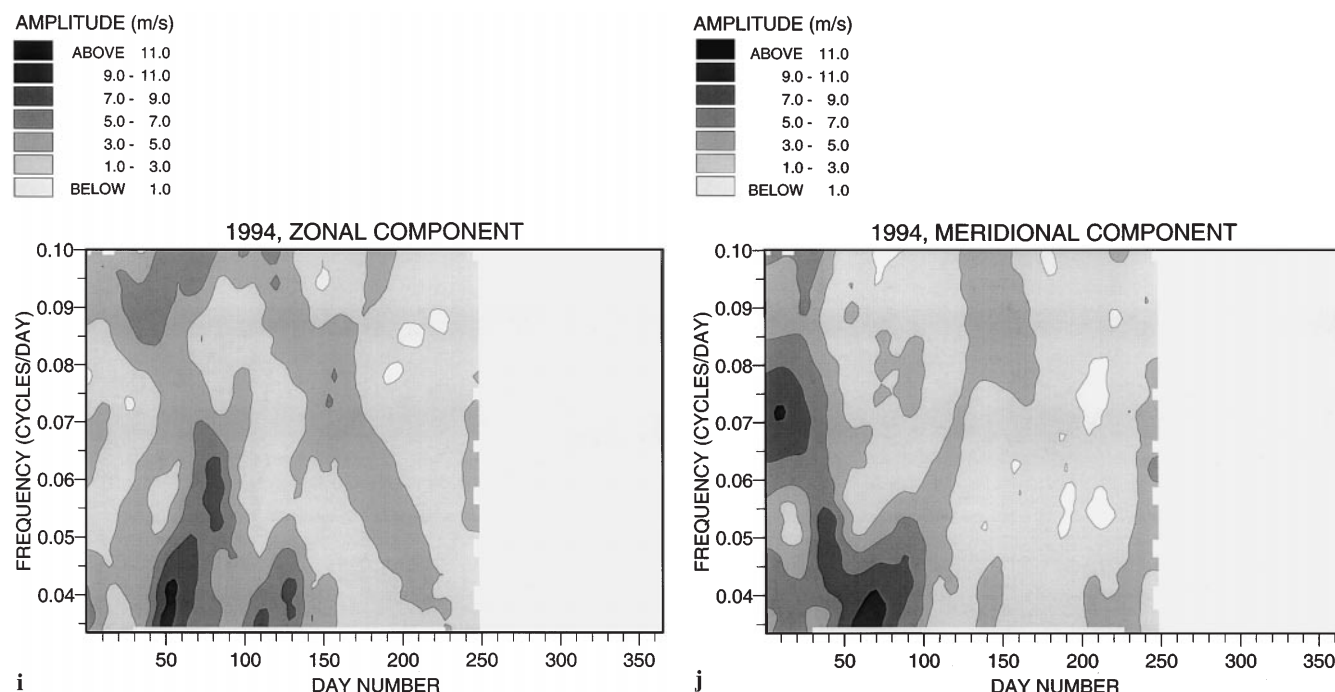 AMPLITUDE (m/s)
ABOVE 11.0
9.0 - 11.0
7.0 - 9.0
5.0 - 7.0
3.0 - 5.0
1.0 - 3.0
BELOW 1.0
1994, ZONAL COMPONENT
FREQUENCY (CYCLES/DAY)
0.10
0.09
0.08
0.07
0.06
0.05
0.04
50 100 150 200 250 300 350
DAY NUMBER
i
AMPLITUDE (m/s)
ABOVE 11.0
9.0 - 11.0
7.0 - 9.0
5.0 - 7.0
3.0 - 5.0
1.0 - 3.0
BELOW 1.0
1994, MERIDIONAL COMPONENT
FREQUENCY (CYCLES/DAY)
0.10
0.09
0.08
0.07
0.06
0.05
0.04
50 100 150 200 250 300 350
DAY NUMBER
j